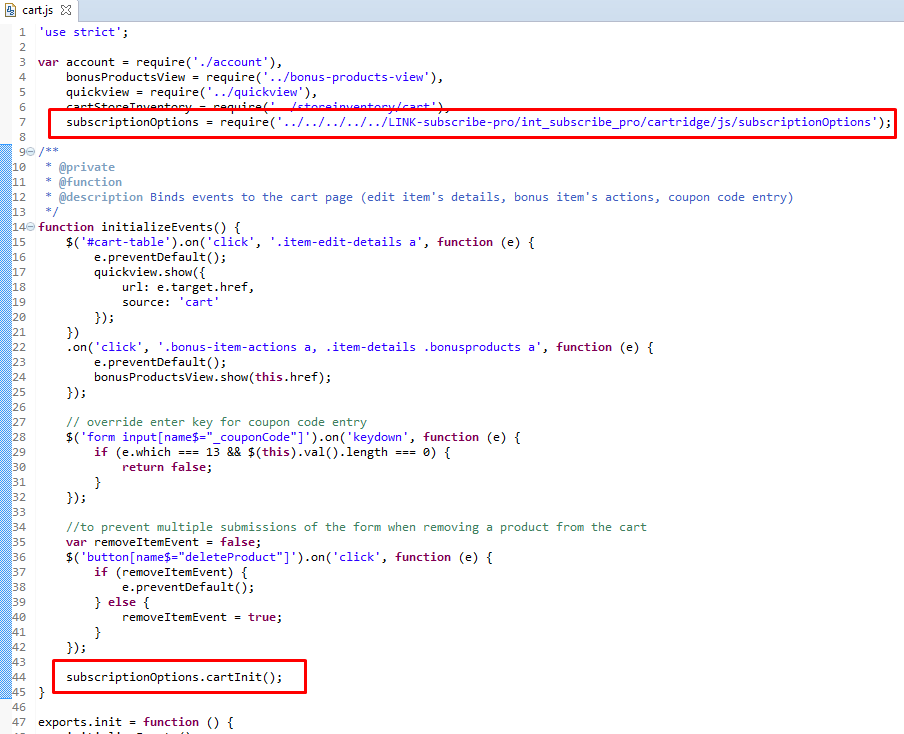 cart.js
1 'use strict';
2
3 var account = require('./account'),
4 bonusProductsView = require('../bonus-products-view'),
5 quickview = require('../quickview'),
6 cartStoreInventory = require('../storeinventory/cart'),
7 subscriptionOptions = require('../../../../../LINK-subscribe-pro/int_subscribe_pro/cartridge/js/subscriptionOptions');
8
9 /**
10 * @private
11 * @function
12 * @description Binds events to the cart page (edit item's details, bonus item's actions, coupon code entry)
13 */
14 function initializeEvents() {
15 $('#cart-table').on('click', '.item-edit-details a', function (e) {
16 e.preventDefault();
17 quickview.show({
18 url: e.target.href,
19 source: 'cart'
20 });
21 })
22 .on('click', '.bonus-item-actions a, .item-details .bonusproducts a', function (e) {
23 e.preventDefault();
24 bonusProductsView.show(this.href);
25 });
26
27 // override enter key for coupon code entry
28 $('form input[name$="_couponCode"]').on('keydown', function (e) {
29 if (e.which === 13 && $(this).val().length === 0) {
30 return false;
31 }
32 });
33
34 //to prevent multiple submissions of the form when removing a product from the cart
35 var removeItemEvent = false;
36 $('button[name$="deleteProduct"]').on('click', function (e) {
37 if (removeItemEvent) {
38 e.preventDefault();
39 } else {
40 removeItemEvent = true;
41 }
42 });
43
44 subscriptionOptions.cartInit();
45 }
46
47 exports.init = function () {